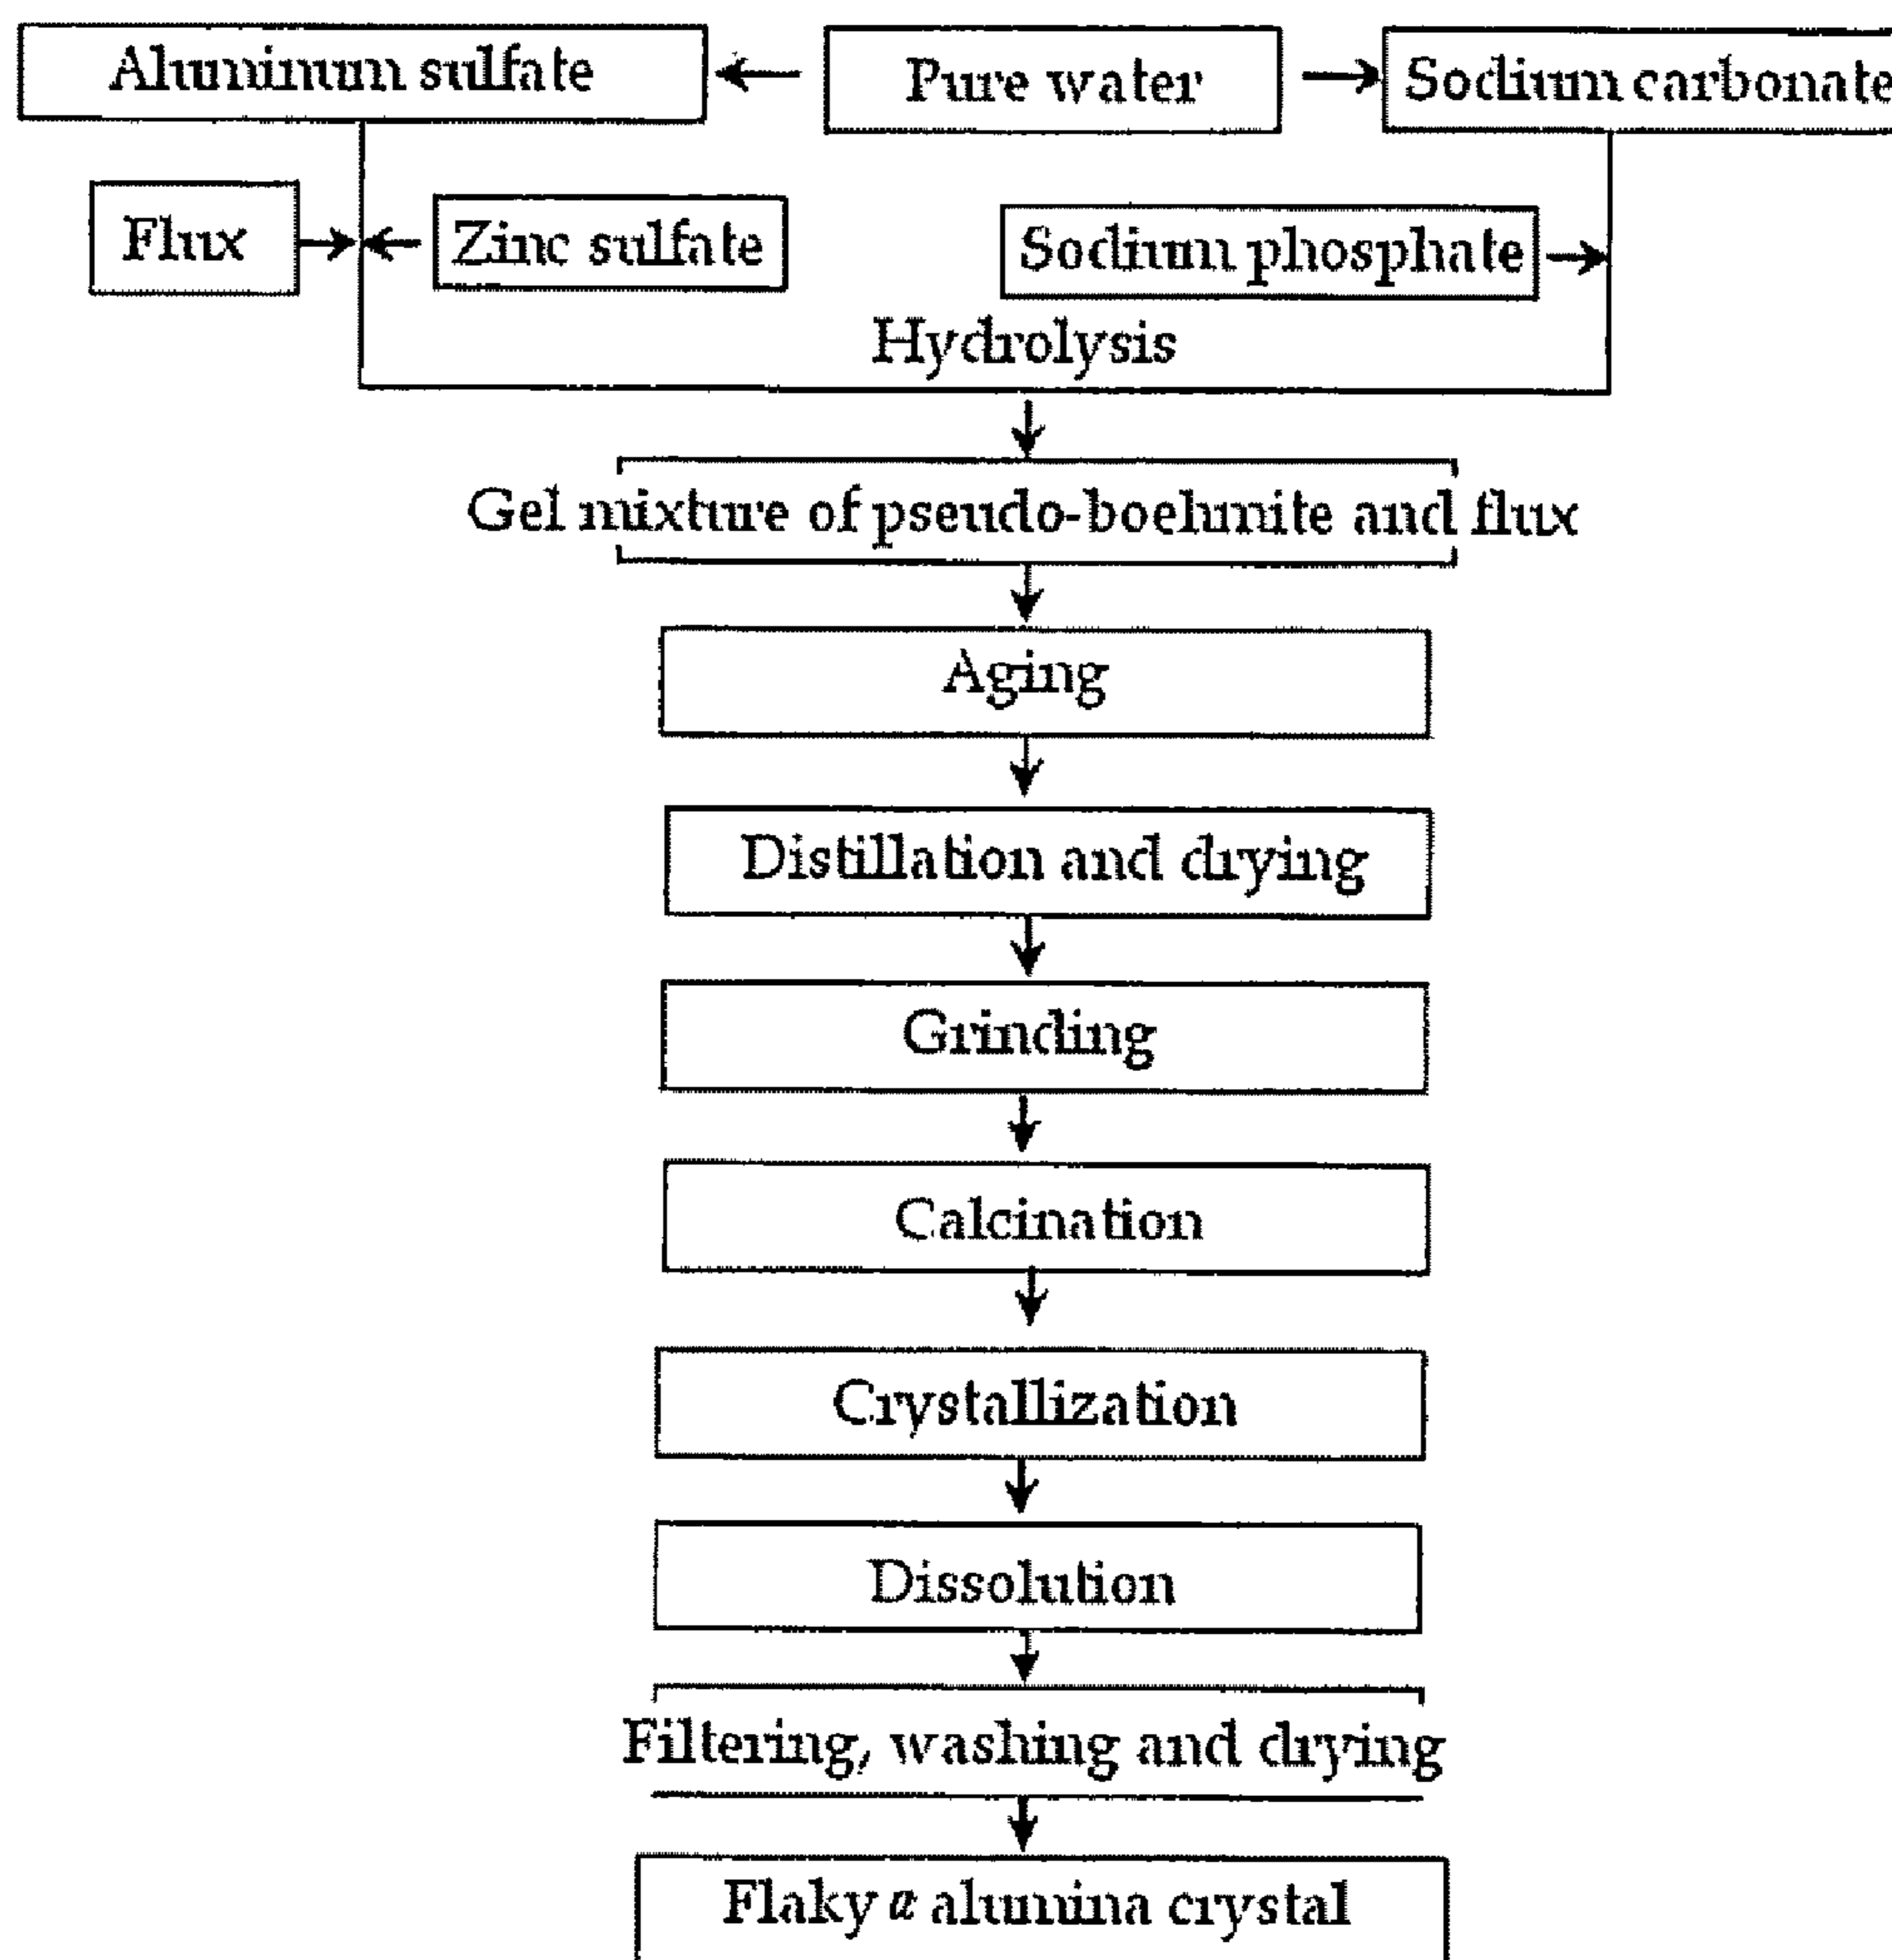 Aluminum sulfate
Pure water
Sodium carbonate
Flux
Zinc sulfate
Sodium phosphate
Hydrolysis
Gel mixture of pseudo-boehmite and flux
Aging
Distillation and drying
Grinding
Calcination
Crystallization
Dissolution
Filtering, washing and drying
Flaky α alumina crystal